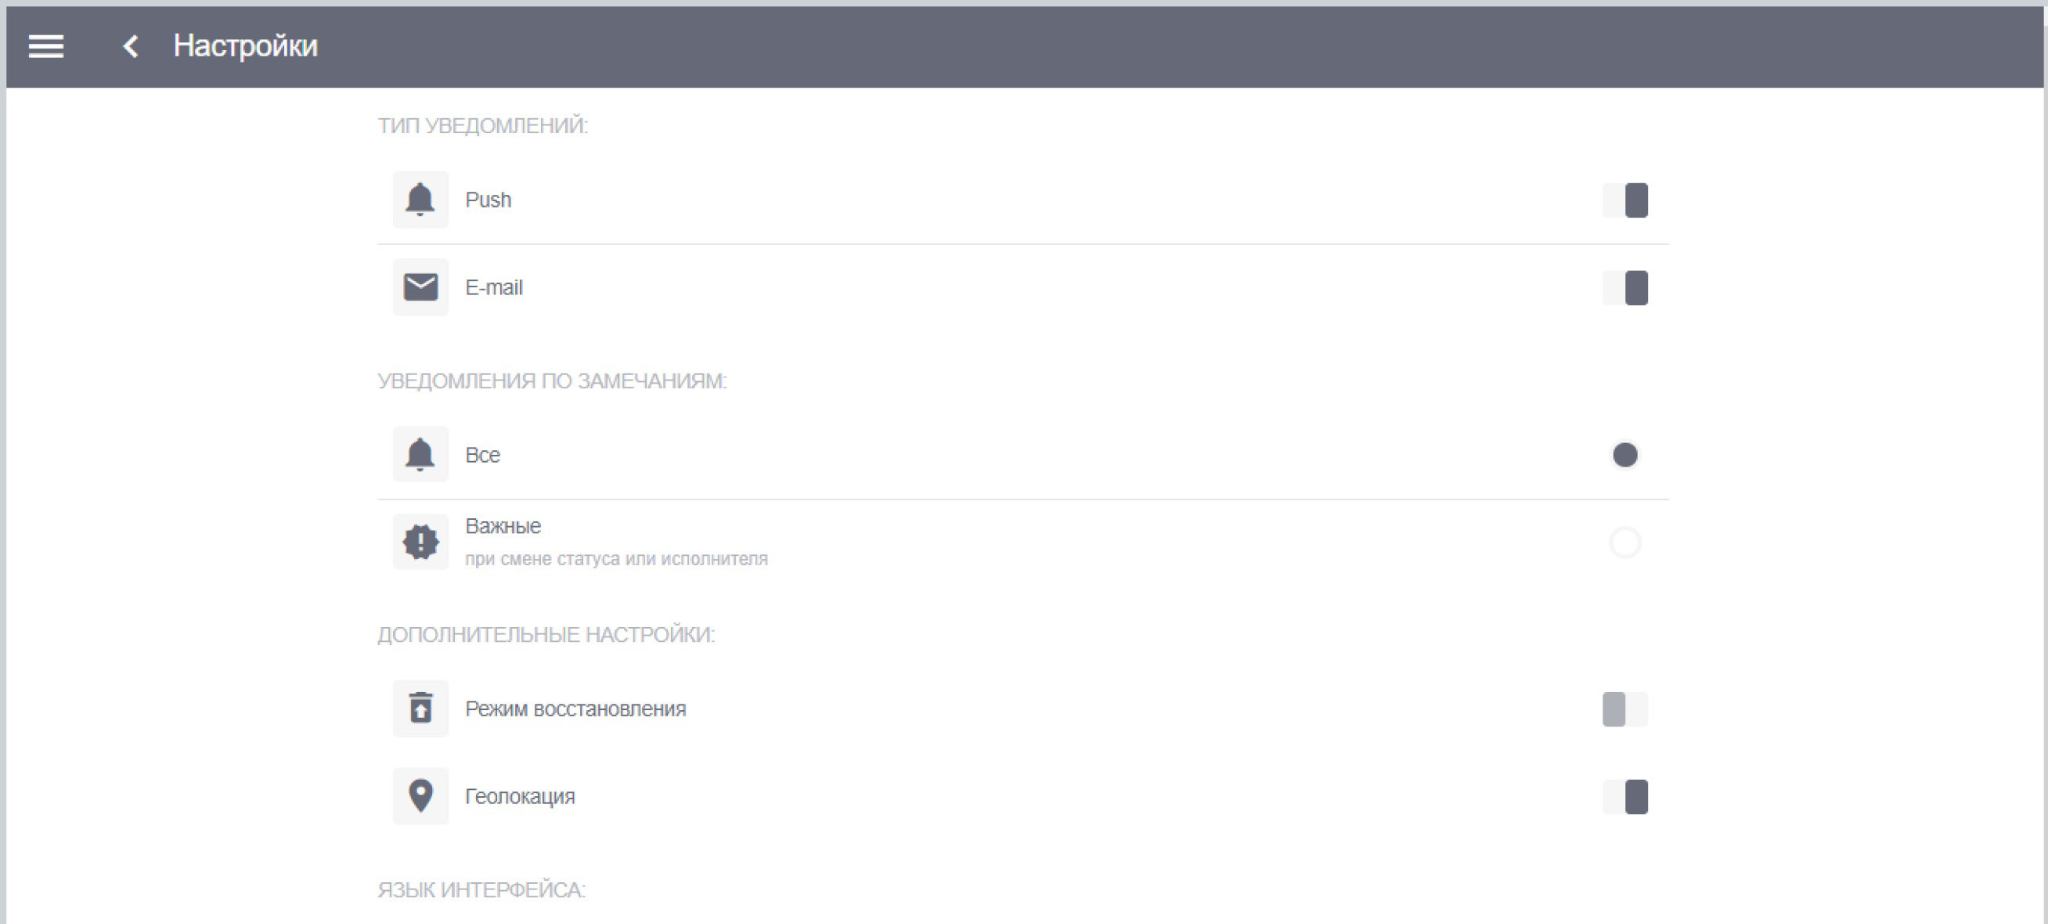 Настройки
ТИП УВЕДОМЛЕНИЙ:
Push
E-mail
УВЕДОМЛЕНИЯ ПО ЗАМЕЧАНИЯМ:
Все
Важные
при смене статуса или исполнителя
ДОПОЛНИТЕЛЬНЫЕ НАСТРОЙКИ:
Режим восстановления
Геолокация
ЯЗЫК ИНТЕРФЕЙСА: